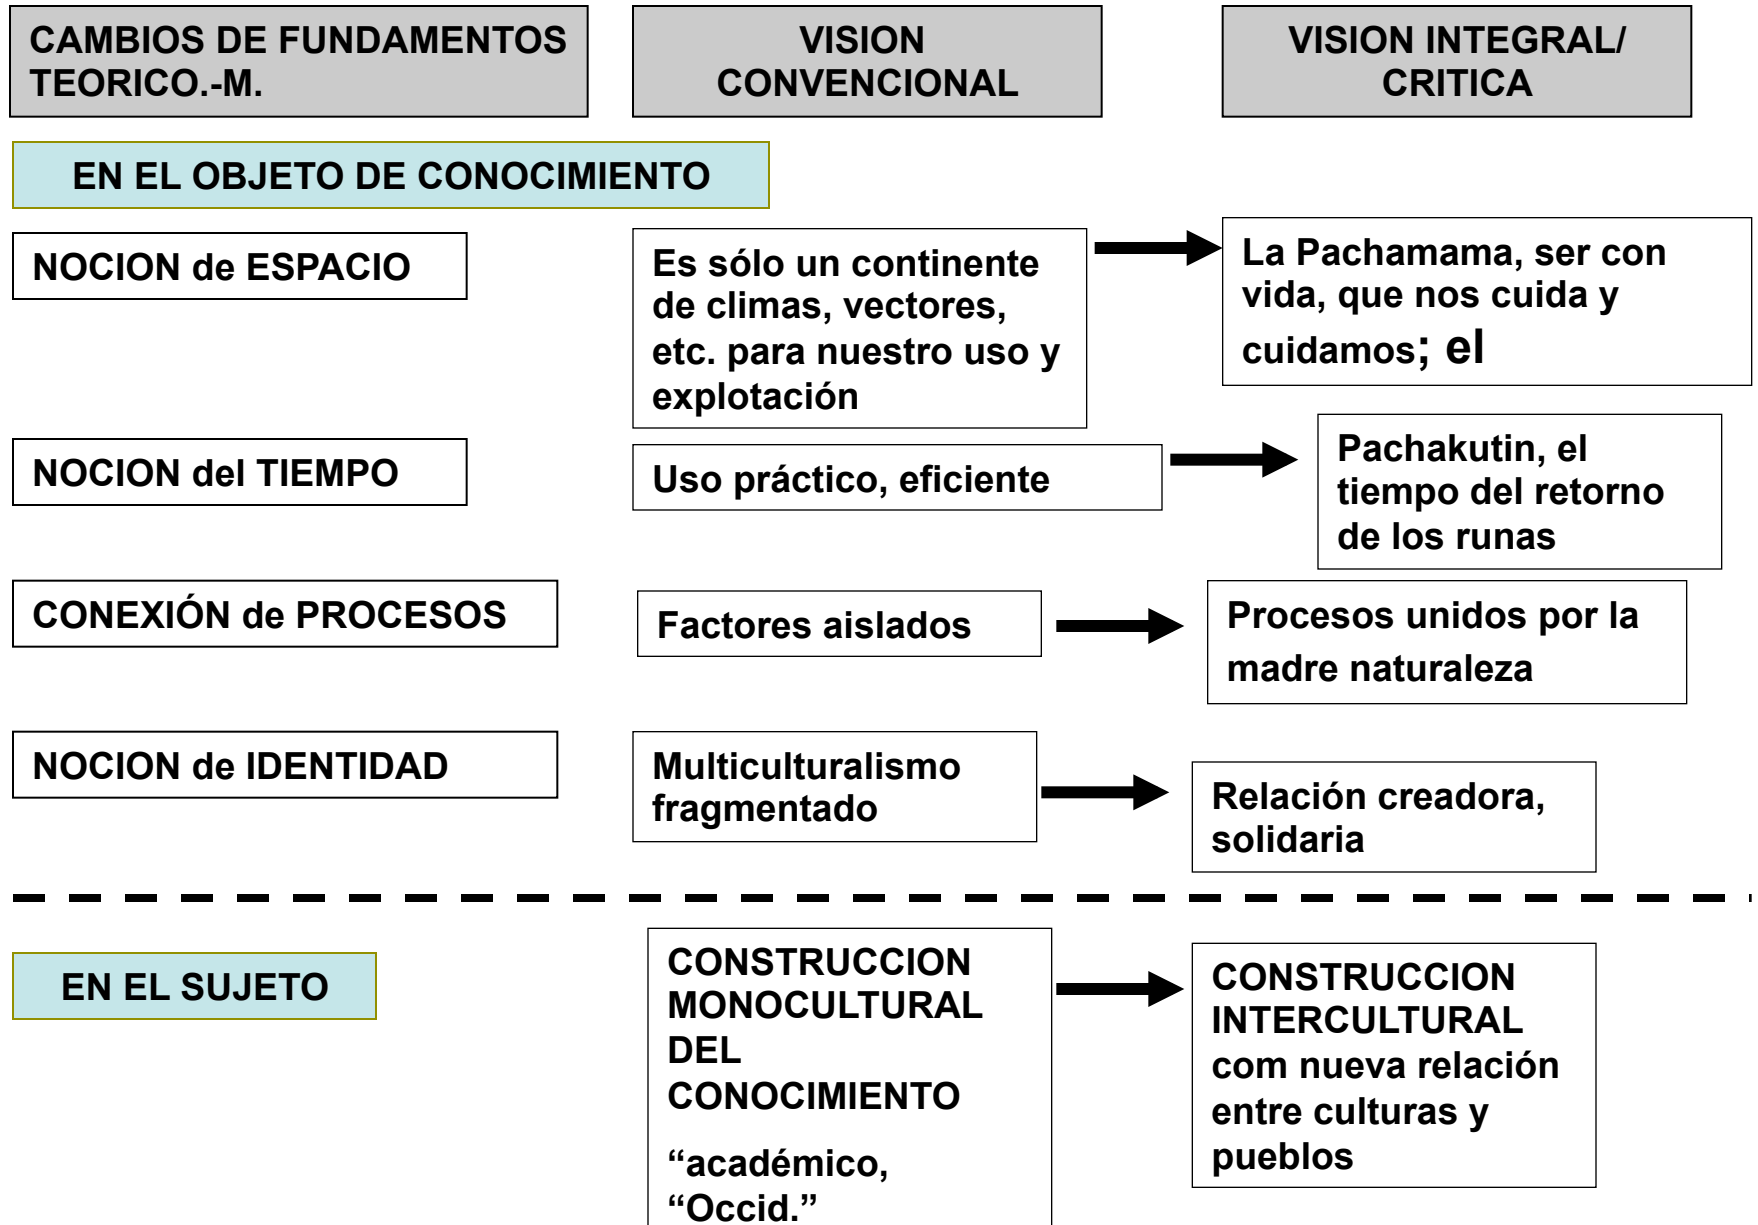 CAMBIOS DE FUNDAMENTOS
TEORICO.-M.
VISION
CONVENCIONAL
VISION INTEGRAL/
CRITICA
EN EL OBJETO DE CONOCIMIENTO
NOCION de ESPACIO
Es sólo un continente
de climas, vectores,
etc. para nuestro uso y
explotación
La Pachamama, ser con
vida, que nos cuida y
cuidamos; el
NOCION del TIEMPO
Uso práctico, eficiente
Pachakutin, el
tiempo del retorno
de los runas
CONEXIÓN de PROCESOS
Factores aislados
Procesos unidos por la
madre naturaleza
NOCION de IDENTIDAD
Multiculturalismo
fragmentado
Relación creadora,
solidaria
EN EL SUJETO
CONSTRUCCION
MONOCULTURAL
DEL
CONOCIMIENTO
“académico,
“Occid.”
CONSTRUCCION
INTERCULTURAL
com nueva relación
entre culturas y
pueblos